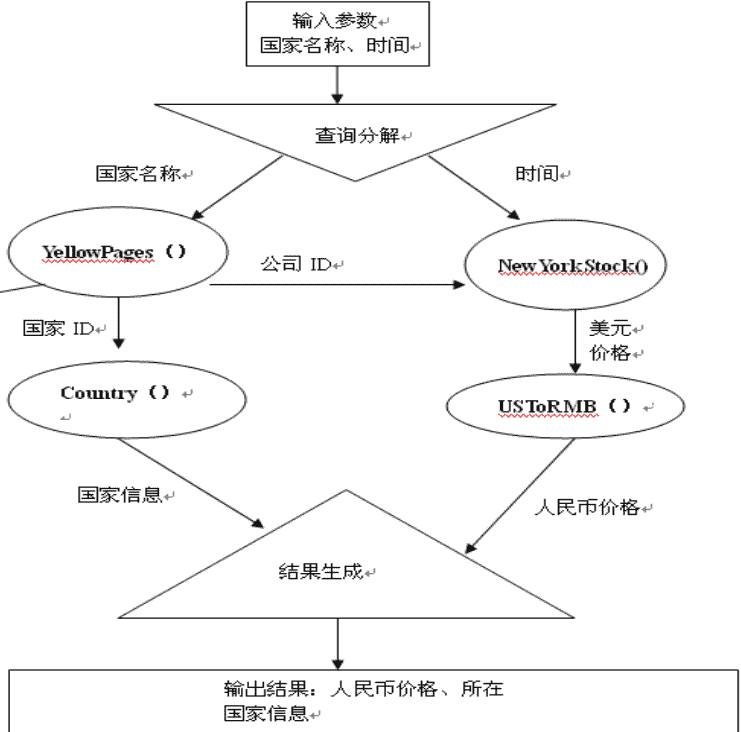 输入参数
国家名称、时间
查询分解
国家名称
时间
YellowPages（）
公司 ID
NewYorkStock()
国家 ID
美元
价格
Country（）
USToRMB（）
国家信息
人民币价格
结果生成
输出结果：人民币价格、所在
国家信息